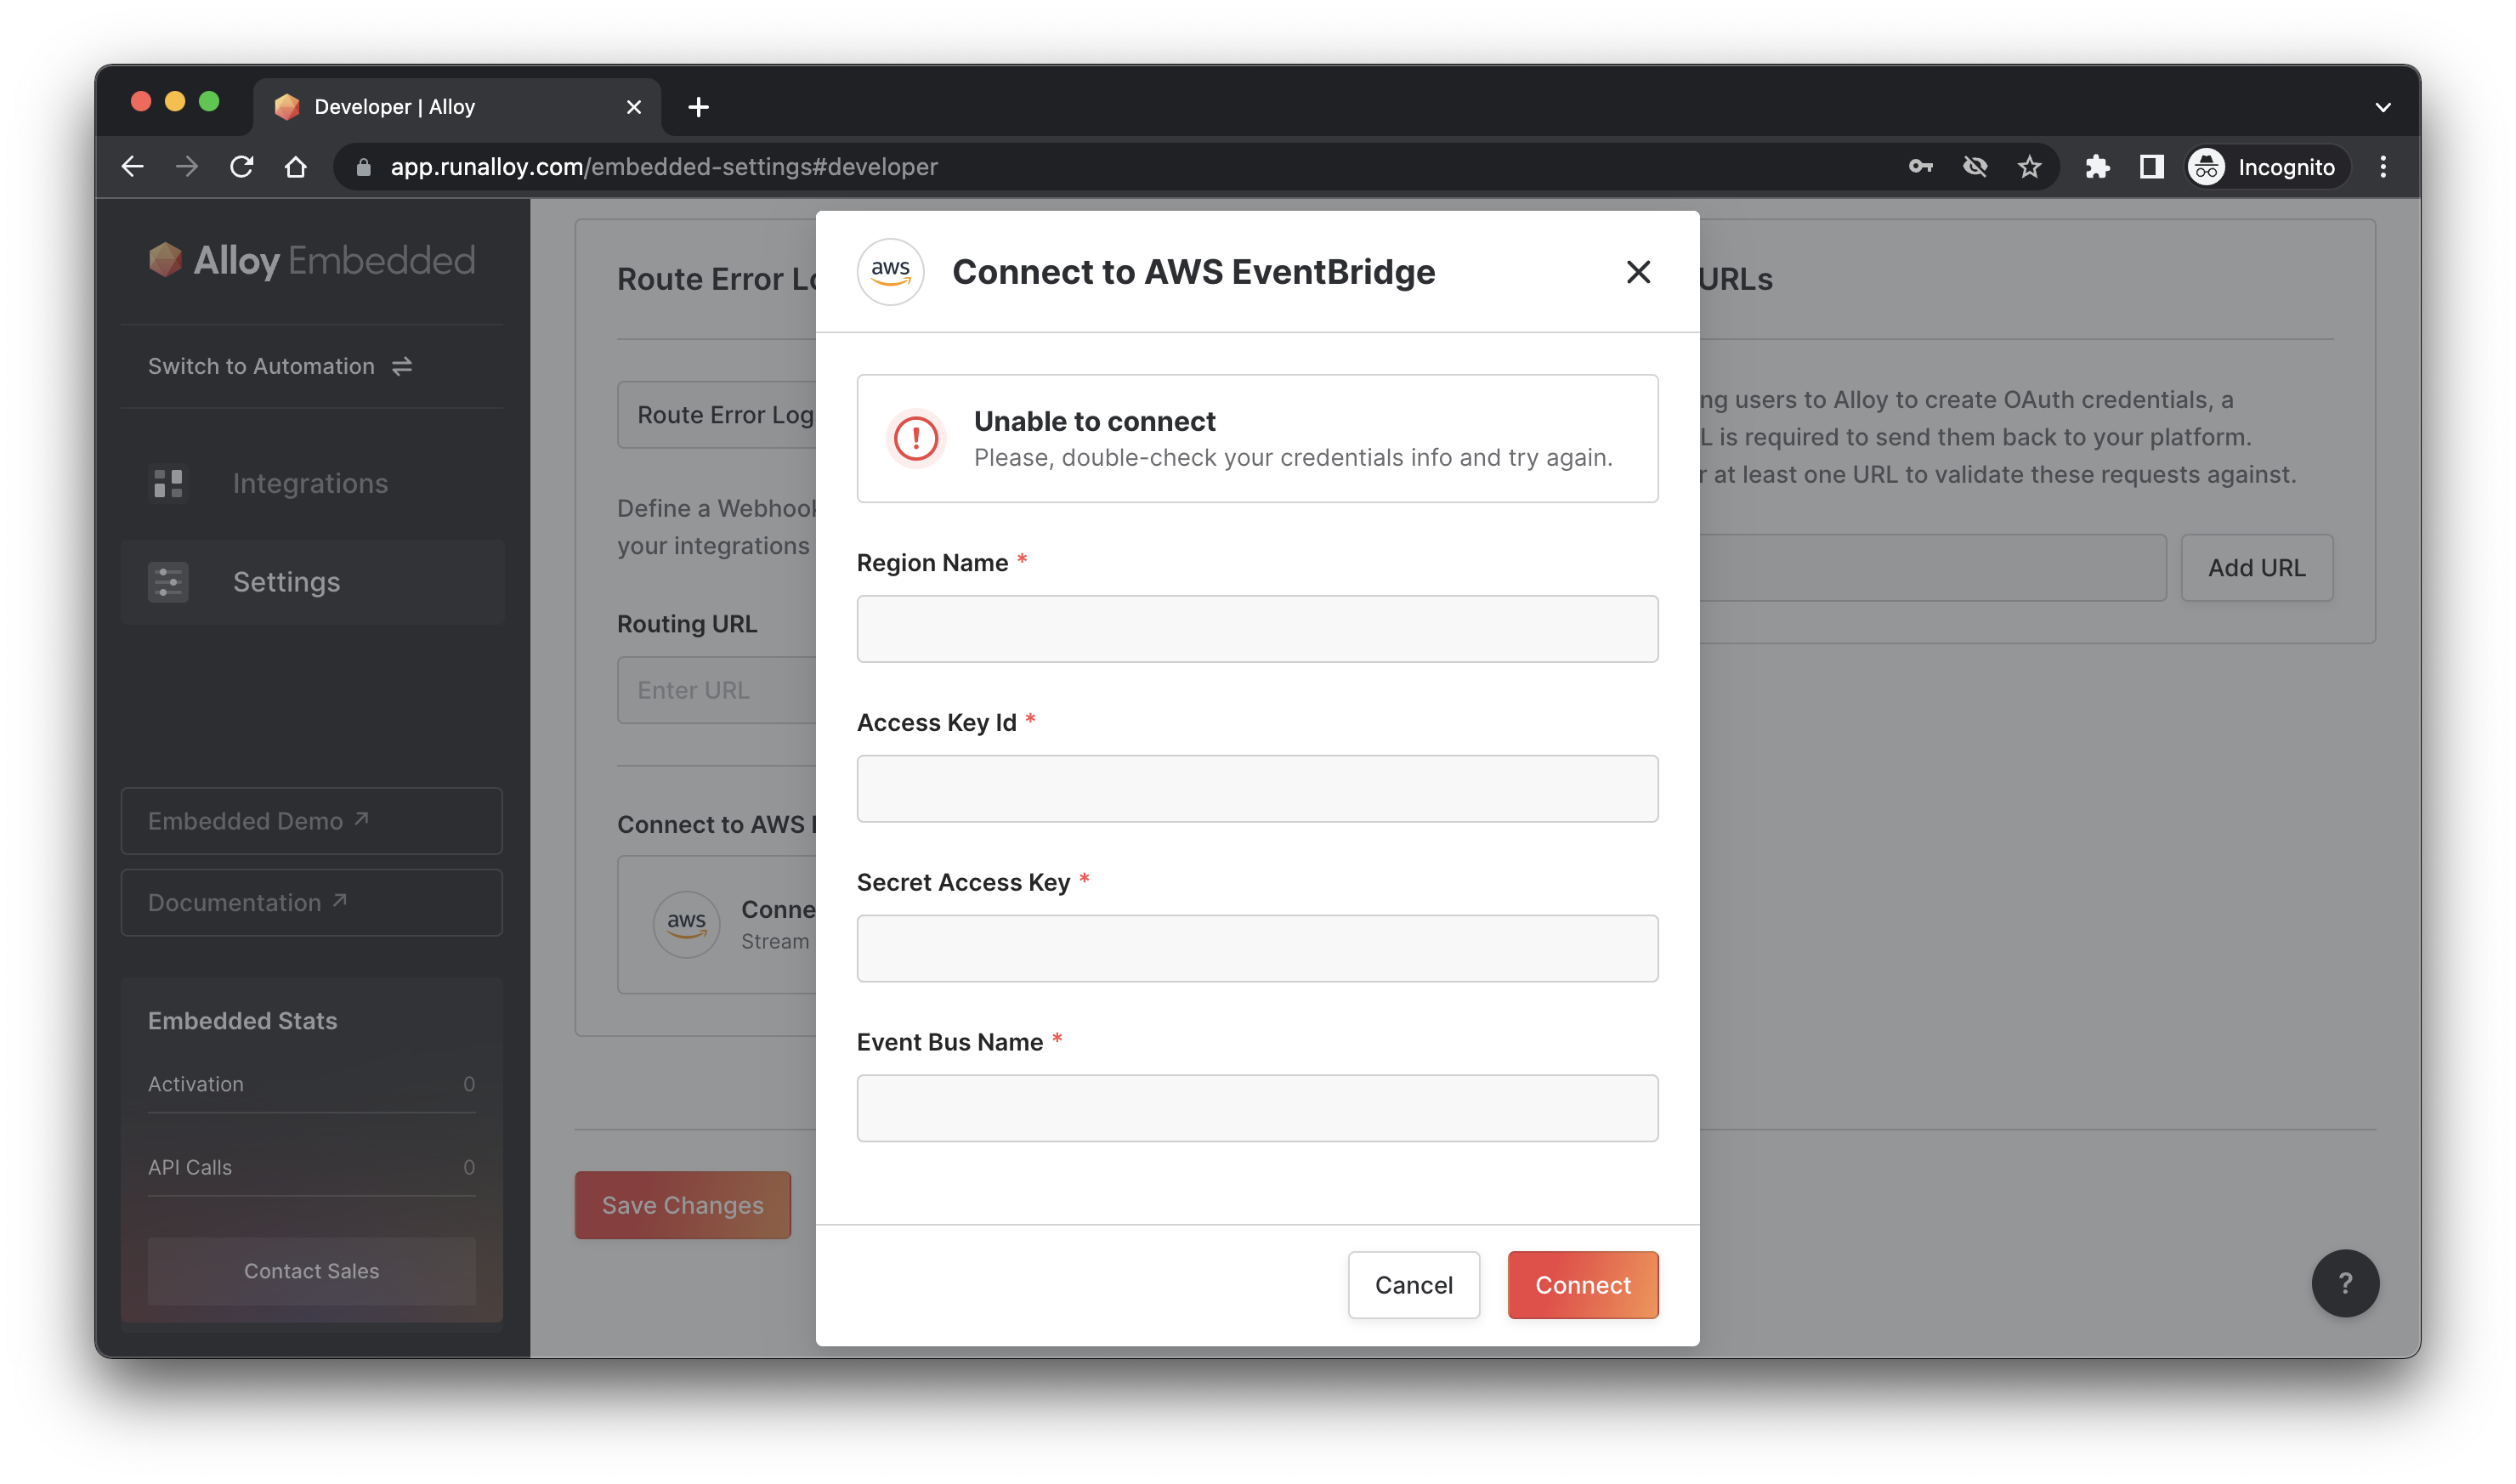 Developer | Alloy
app.runalloy.com/embedded-settings#developer
Incognito
Alloy Embedded
Switch to Automation
Integrations
Settings
Embedded Demo
Documentation
Embedded Stats
Activation 0
API Calls 0
Contact Sales
Route Error Lo
Route Error Log
Define a Webhook
your integrations
Routing URL
Enter URL
Connect to AWS
aws
Conne
Stream
Save Changes
aws
Connect to AWS EventBridge
Unable to connect
Please, double-check your credentials info and try again.
Region Name *
Access Key Id *
Secret Access Key *
Event Bus Name *
Cancel
Connect
URLs
ng users to Alloy to create OAuth credentials, a
L is required to send them back to your platform.
r at least one URL to validate these requests against.
Add URL
?